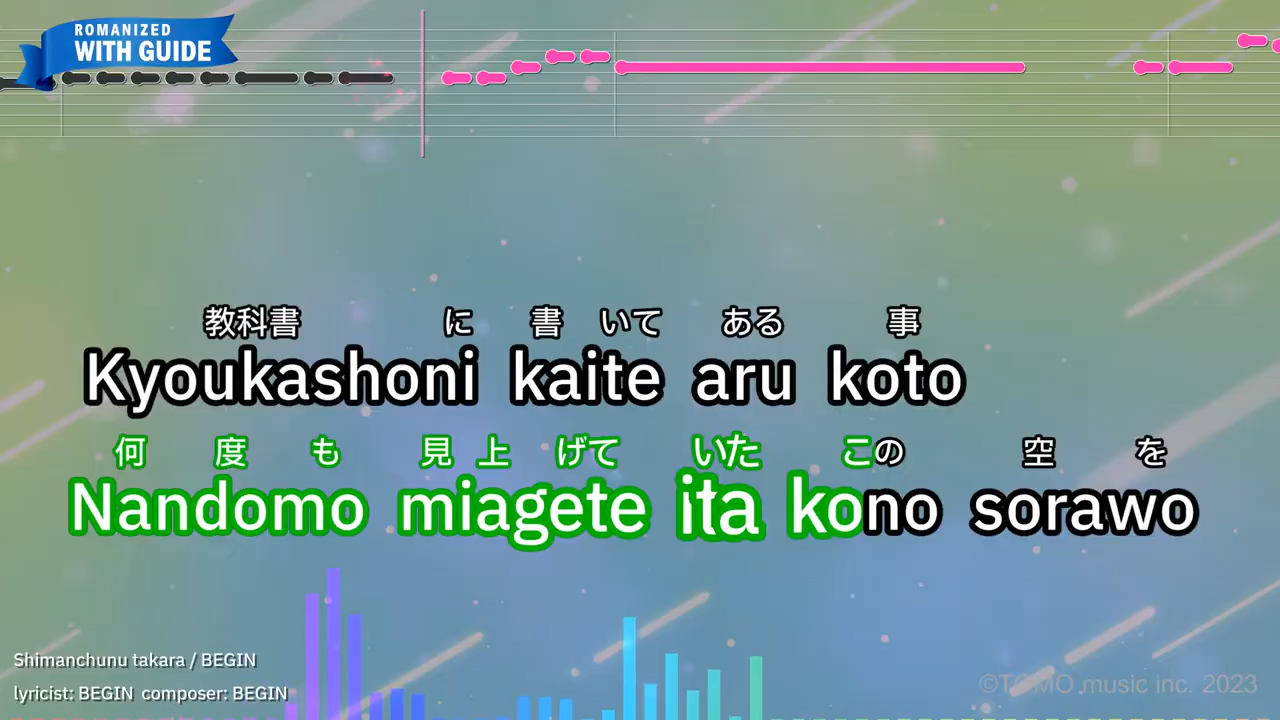 ROMANIZED
WITH GUIDE
教科書 に 書 いて ある 事
Kyoukashoni kaite aru koto
何 度 も 見 上 げて いた この 空 を
Nandomo miagete ita kono sorawo
Shimanchunu takara / BEGIN
lyricist: BEGIN composer: BEGIN
©TOMO music inc. 2023